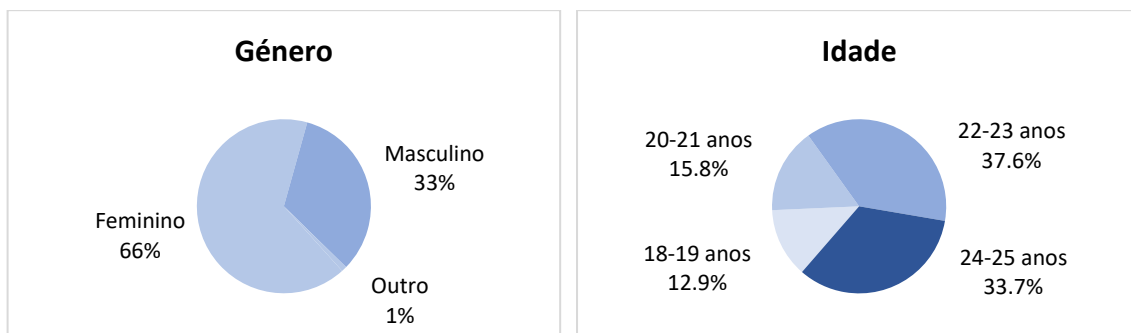 Género
Masculino
33%
Feminino
66%
Outro
1%
Idade
20-21 anos
15.8%
22-23 anos
37.6%
18-19 anos
12.9%
24-25 anos
33.7%